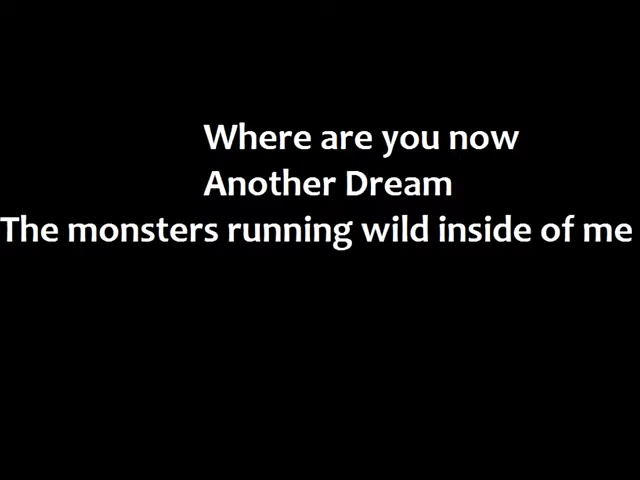 Where are you now
Another Dream
The monsters running wild inside of me